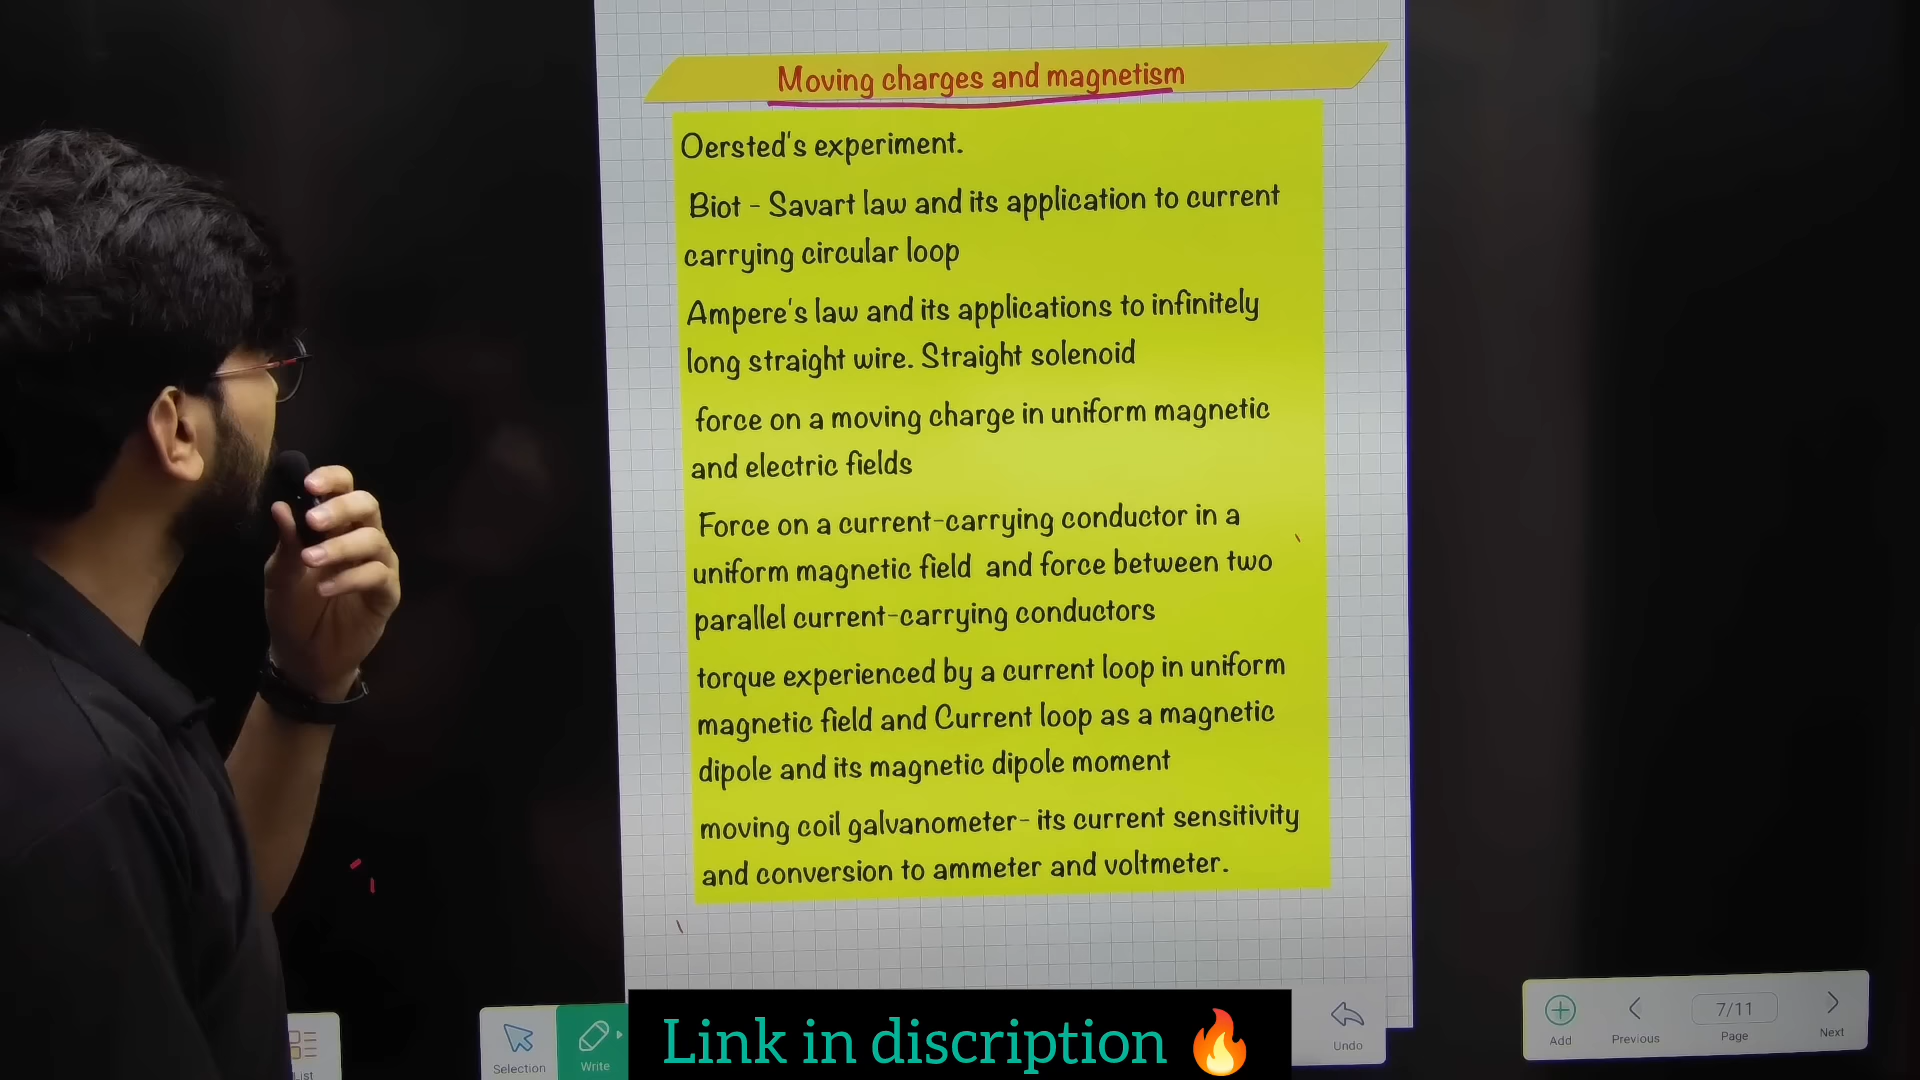 Moving charges and magnetism
Oersted's experiment.
Biot - Savart law and its application to current
carrying circular loop
Ampere's law and its applications to infinitely
long straight wire. Straight solenoid
force on a moving charge in uniform magnetic
and electric fields
Force on a current-carrying conductor in a
uniform magnetic field and force between two
parallel current-carrying conductors
torque experienced by a current loop in uniform
magnetic field and Current loop as a magnetic
dipole and its magnetic dipole moment
moving coil galvanometer- its current sensitivity
and conversion to ammeter and voltmeter.
List
Selection
Write
Link in discription 🔥
Undo
Add
Previous
7/11
Page
Next